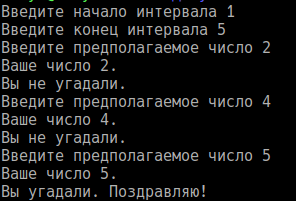 Введите начало интервала 1
Введите конец интервала 5
Введите предполагаемое число 2
Ваше число 2.
Вы не угадали.
Введите предполагаемое число 4
Ваше число 4.
Вы не угадали.
Введите предполагаемое число 5
Ваше число 5.
Вы угадали. Поздравляю!